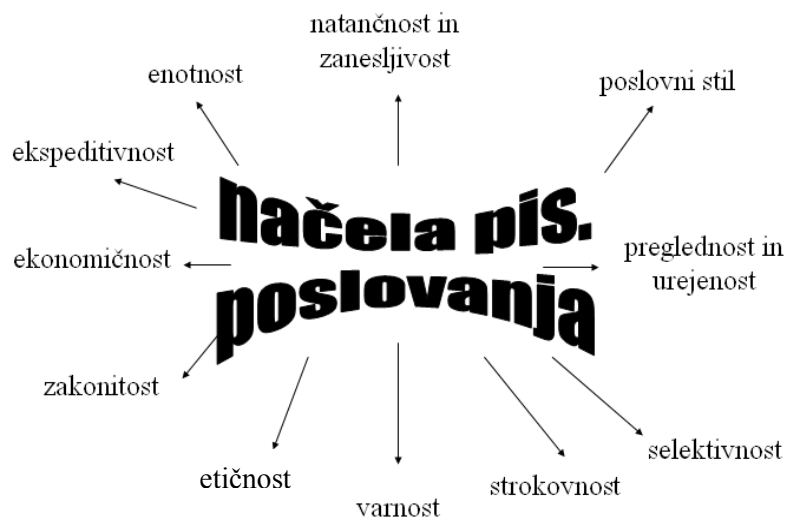 natančnost in
zanesljivost
enotnost
poslovni stil
ekspeditivnost
načela pis.
poslovanja
ekonomičnost
preglednost in
urejenost
zakonitost
etičnost
varnost
strokovnost
selektivnost